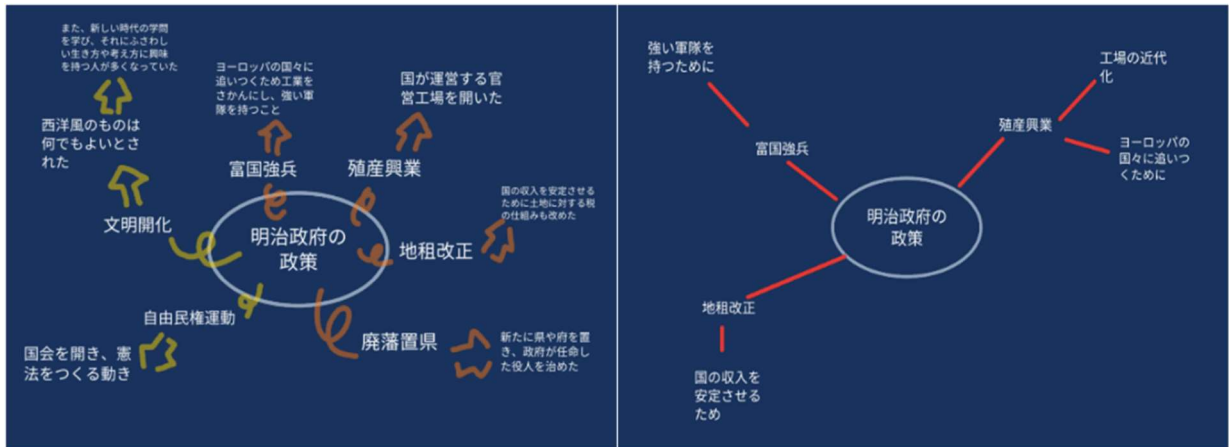 また、新しい時代の学問
を学び、それにふさわし
い生き方や考え方に興味
を持つ人が多くなっていた
ヨーロッパの国々に
追いつくため工業を
さかんにし、強い軍
隊を持つこと
国が運営する官
営工場を開いた
西洋風のものは
何でもよいとさ
れた
富国強兵
殖産興業
国の収入を安定させる
ために土地に対する税
の仕組みも改めた
文明開化
明治政府の
政策
地租改正
自由民権運動
廃藩置県
国会を開き、憲
法をつくる動き
新たに県や府を置
き、政府が任命し
た役人を治めた
強い軍隊を
持つために
工場の近代
化
殖産興業
ヨーロッパの
国々に追いつ
くために
富国強兵
明治政府の
政策
地租改正
国の収入を
安定させる
ため